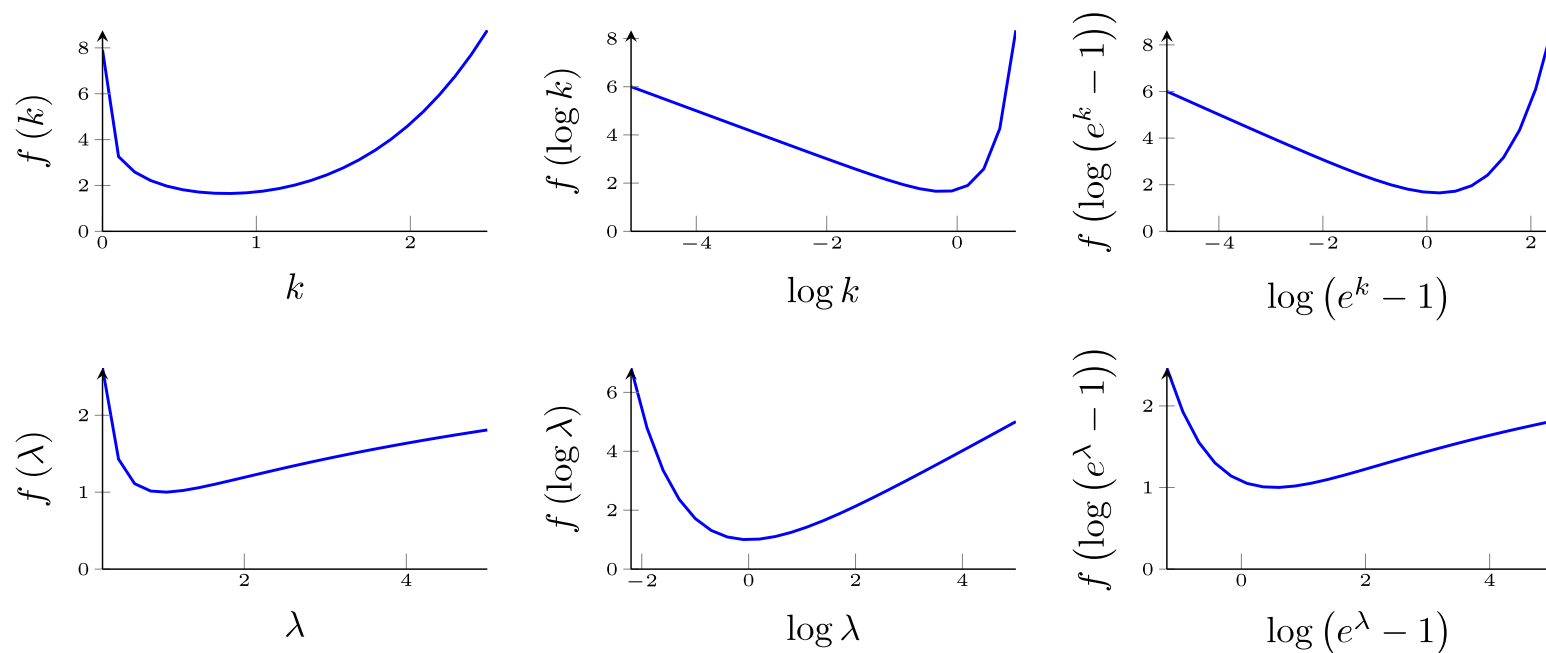 f (k)
8
6
4
2
0
0 1 2
k
f (log k)
8
6
4
2
0
−4 −2 0
log k
f (log (e^k − 1))
8
6
4
2
0
−4 −2 0 2
log (e^k − 1)
f (λ)
2
1
0
2 4
λ
f (log λ)
6
4
2
0
−2 0 2 4
log λ
f (log (e^λ − 1))
2
1
0
0 2 4
log (e^λ − 1)